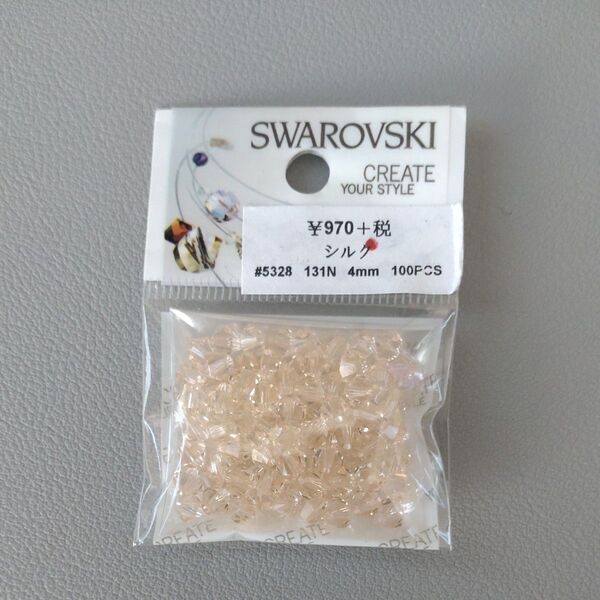 SWAROVSKI
CREATE
YOUR STYLE
¥970+税
シルク
#5328 131N 4mm 100PCS
CREATE
CREATE